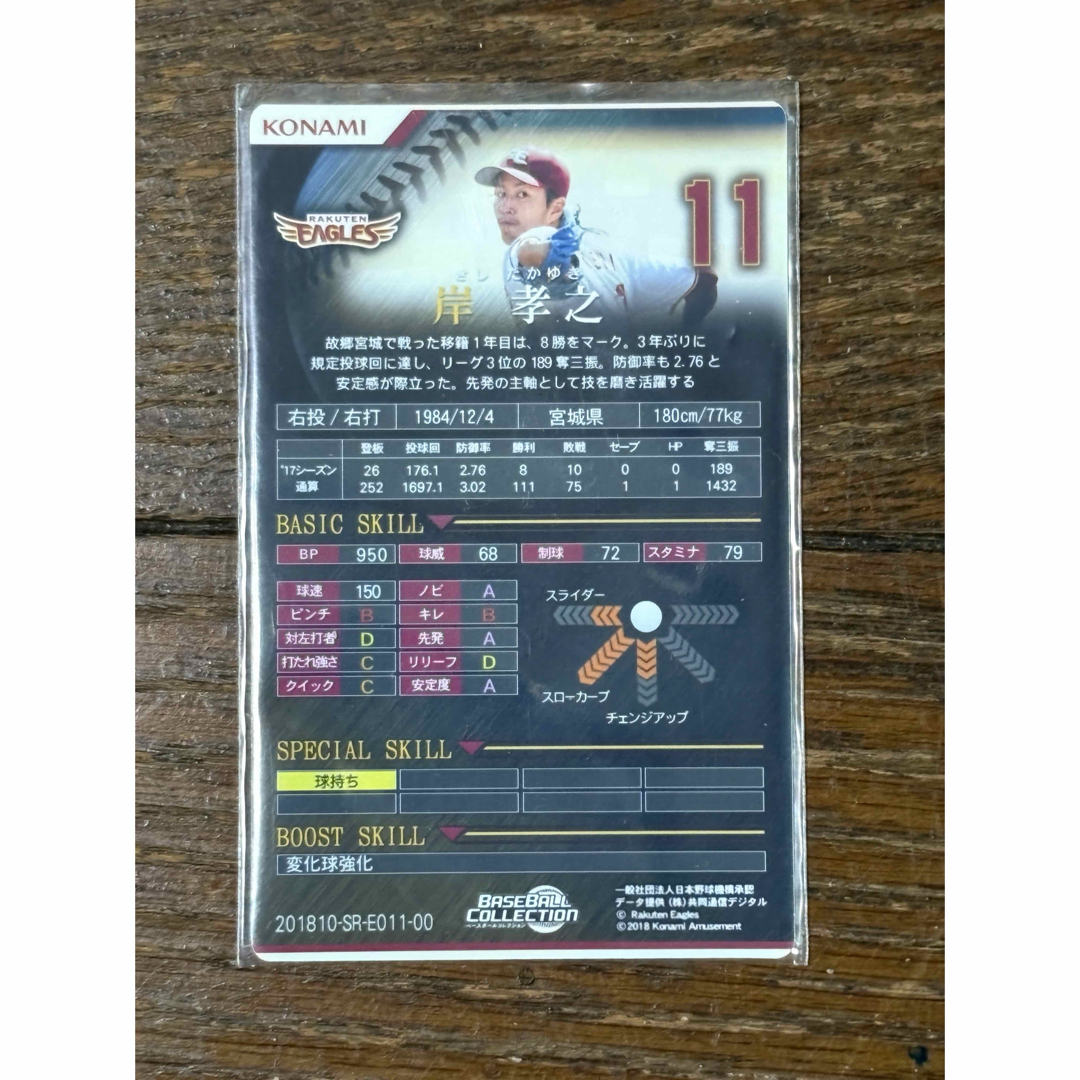 KONAMI
RAKUTEN
EAGLES
11
きし たかゆき
岸 孝之
故郷宮城で戦った移籍1年目は、8勝をマーク。3年ぶりに
規定投球回に達し、リーグ3位の189奪三振。防御率も2.76と
安定感が際立った。先発の主軸として技を磨き活躍する
右投/右打 1984/12/4 宮城県 180cm/77kg
登板 投球回 防御率 勝利 敗戦 セーブ HP 奪三振
'17シーズン 26 176.1 2.76 8 10 0 0 189
通算 252 1697.1 3.02 111 75 1 1 1432
BASIC SKILL
BP 950 球威 68 制球 72 スタミナ 79
球速 150 ノビ A
ピンチ B キレ B
対左打者 D 先発 A
打たれ強さ C リリーフ D
クイック C 安定度 A
スライダー
スローカーブ
チェンジアップ
SPECIAL SKILL
球持ち
BOOST SKILL
変化球強化
201810-SR-E011-00
BASEBALL
COLLECTION
ベースボールコレクション
一般社団法人日本野球機構承認
データ提供 (株)共同通信デジタル
© Rakuten Eagles
©2018 Konami Amusement